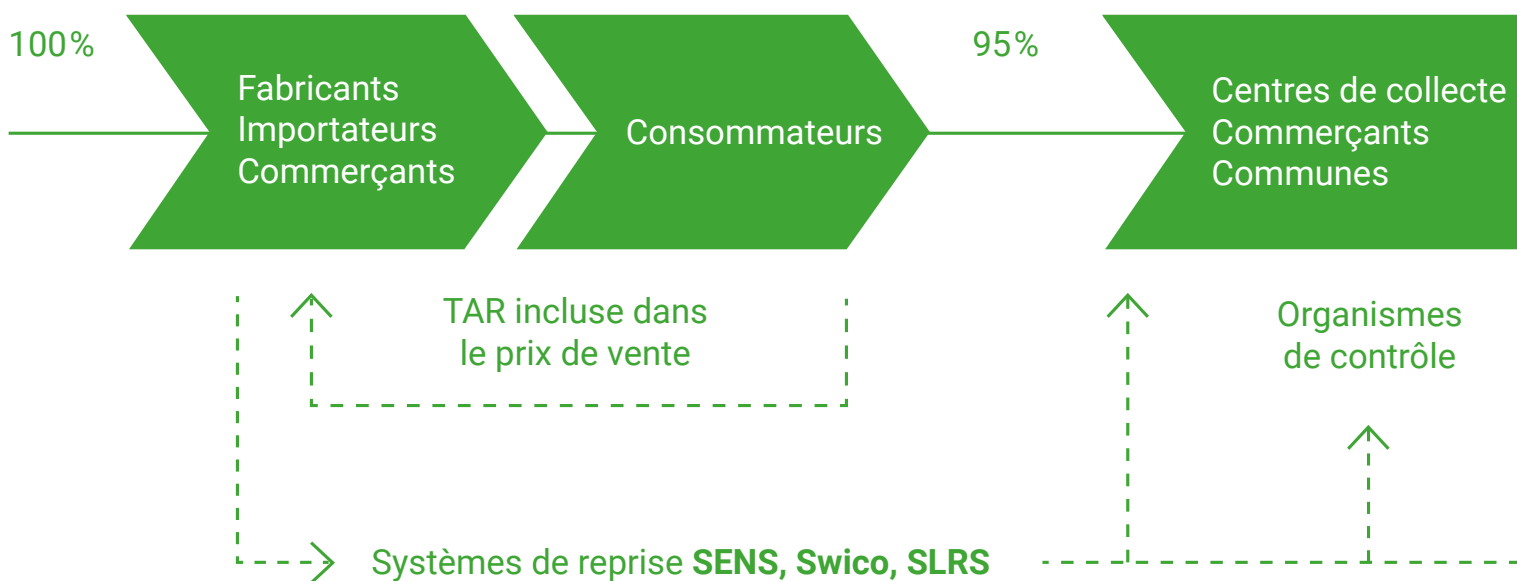 100%
Fabricants
Importateurs
Commerçants
Consommateurs
95%
Centres de collecte
Commerçants
Communes
TAR incluse dans
le prix de vente
Organismes
de contrôle
Systèmes de reprise SENS, Swico, SLRS